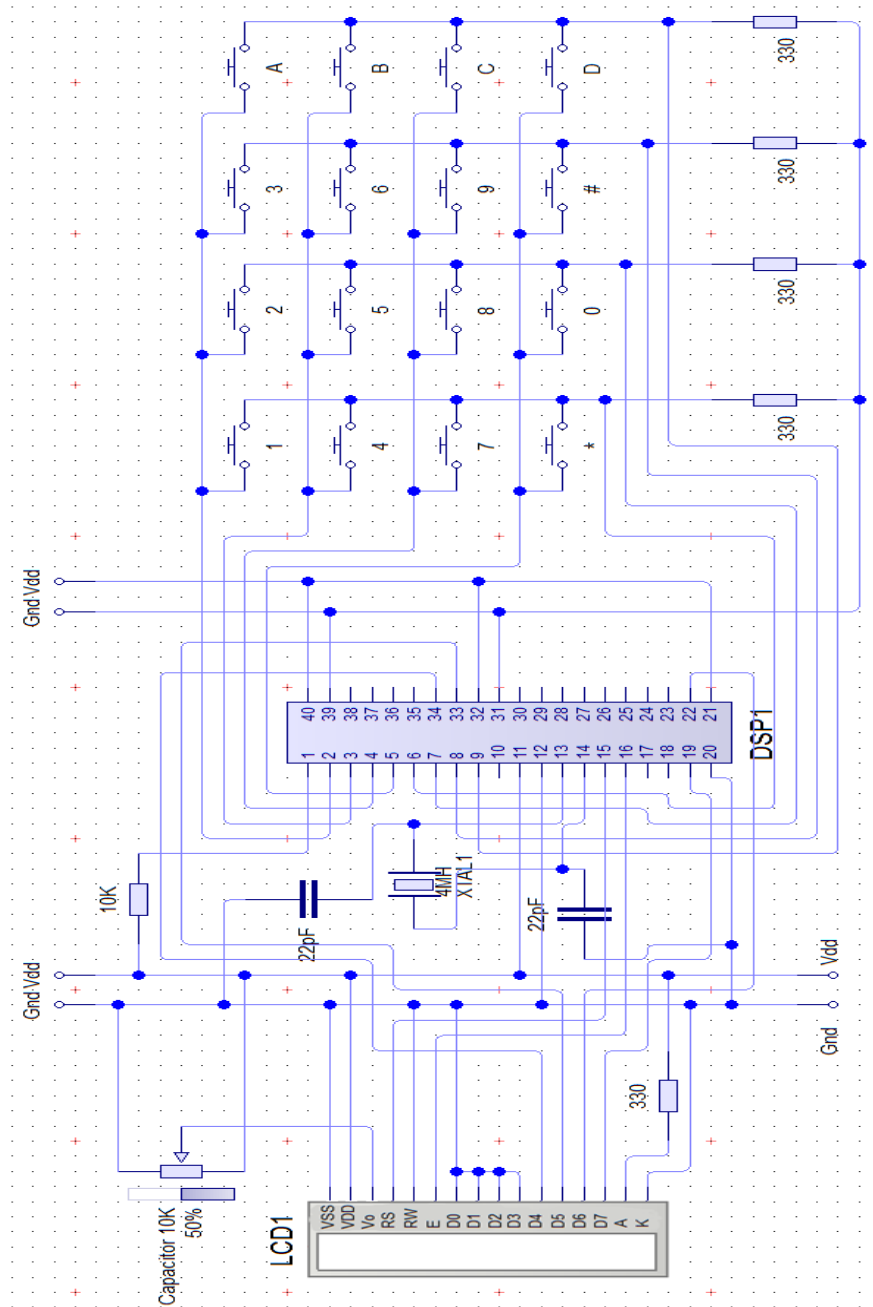 A
B
C
D
330
3
6
9
#
330
2
5
8
0
330
1
4
7
*
330
Gnd Vdd
40 39 38 37 36 35 34 33 32 31 30 29 28 27 26 25 24 23 22 21
1 2 3 4 5 6 7 8 9 10 11 12 13 14 15 16 17 18 19 20
DSP1
10K
22pF
4MH
XTAL1
22pF
Gnd Vdd
Vdd
Gnd
330
Capacitor 10K
50%
LCD1
VSS
VDD
Vo
RS
RW
E
D0
D1
D2
D3
D4
D5
D6
D7
A
K